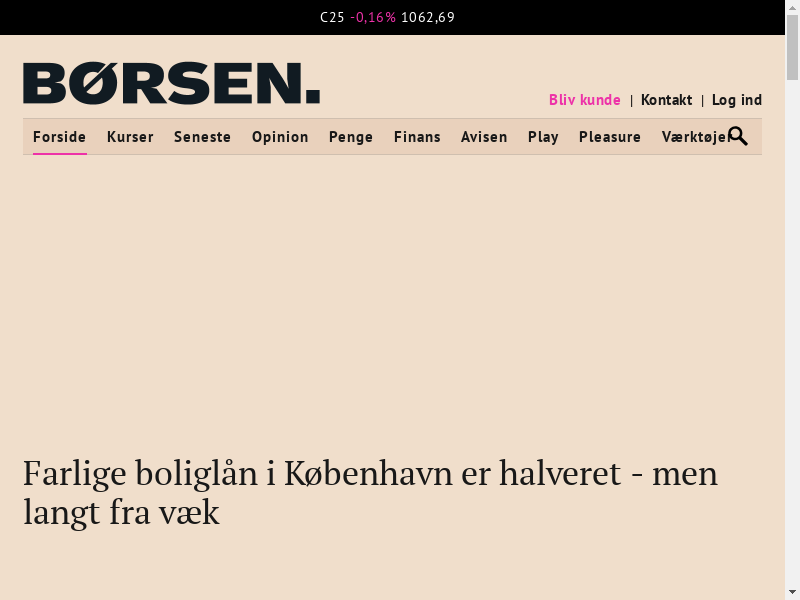 C25 -0,16% 1062,69
BØRSEN.
Bliv kunde | Kontakt | Log ind
Forside Kurser Seneste Opinion Penge Finans Avisen Play Pleasure Værktøjer
Farlige boliglån i København er halveret - men
langt fra væk